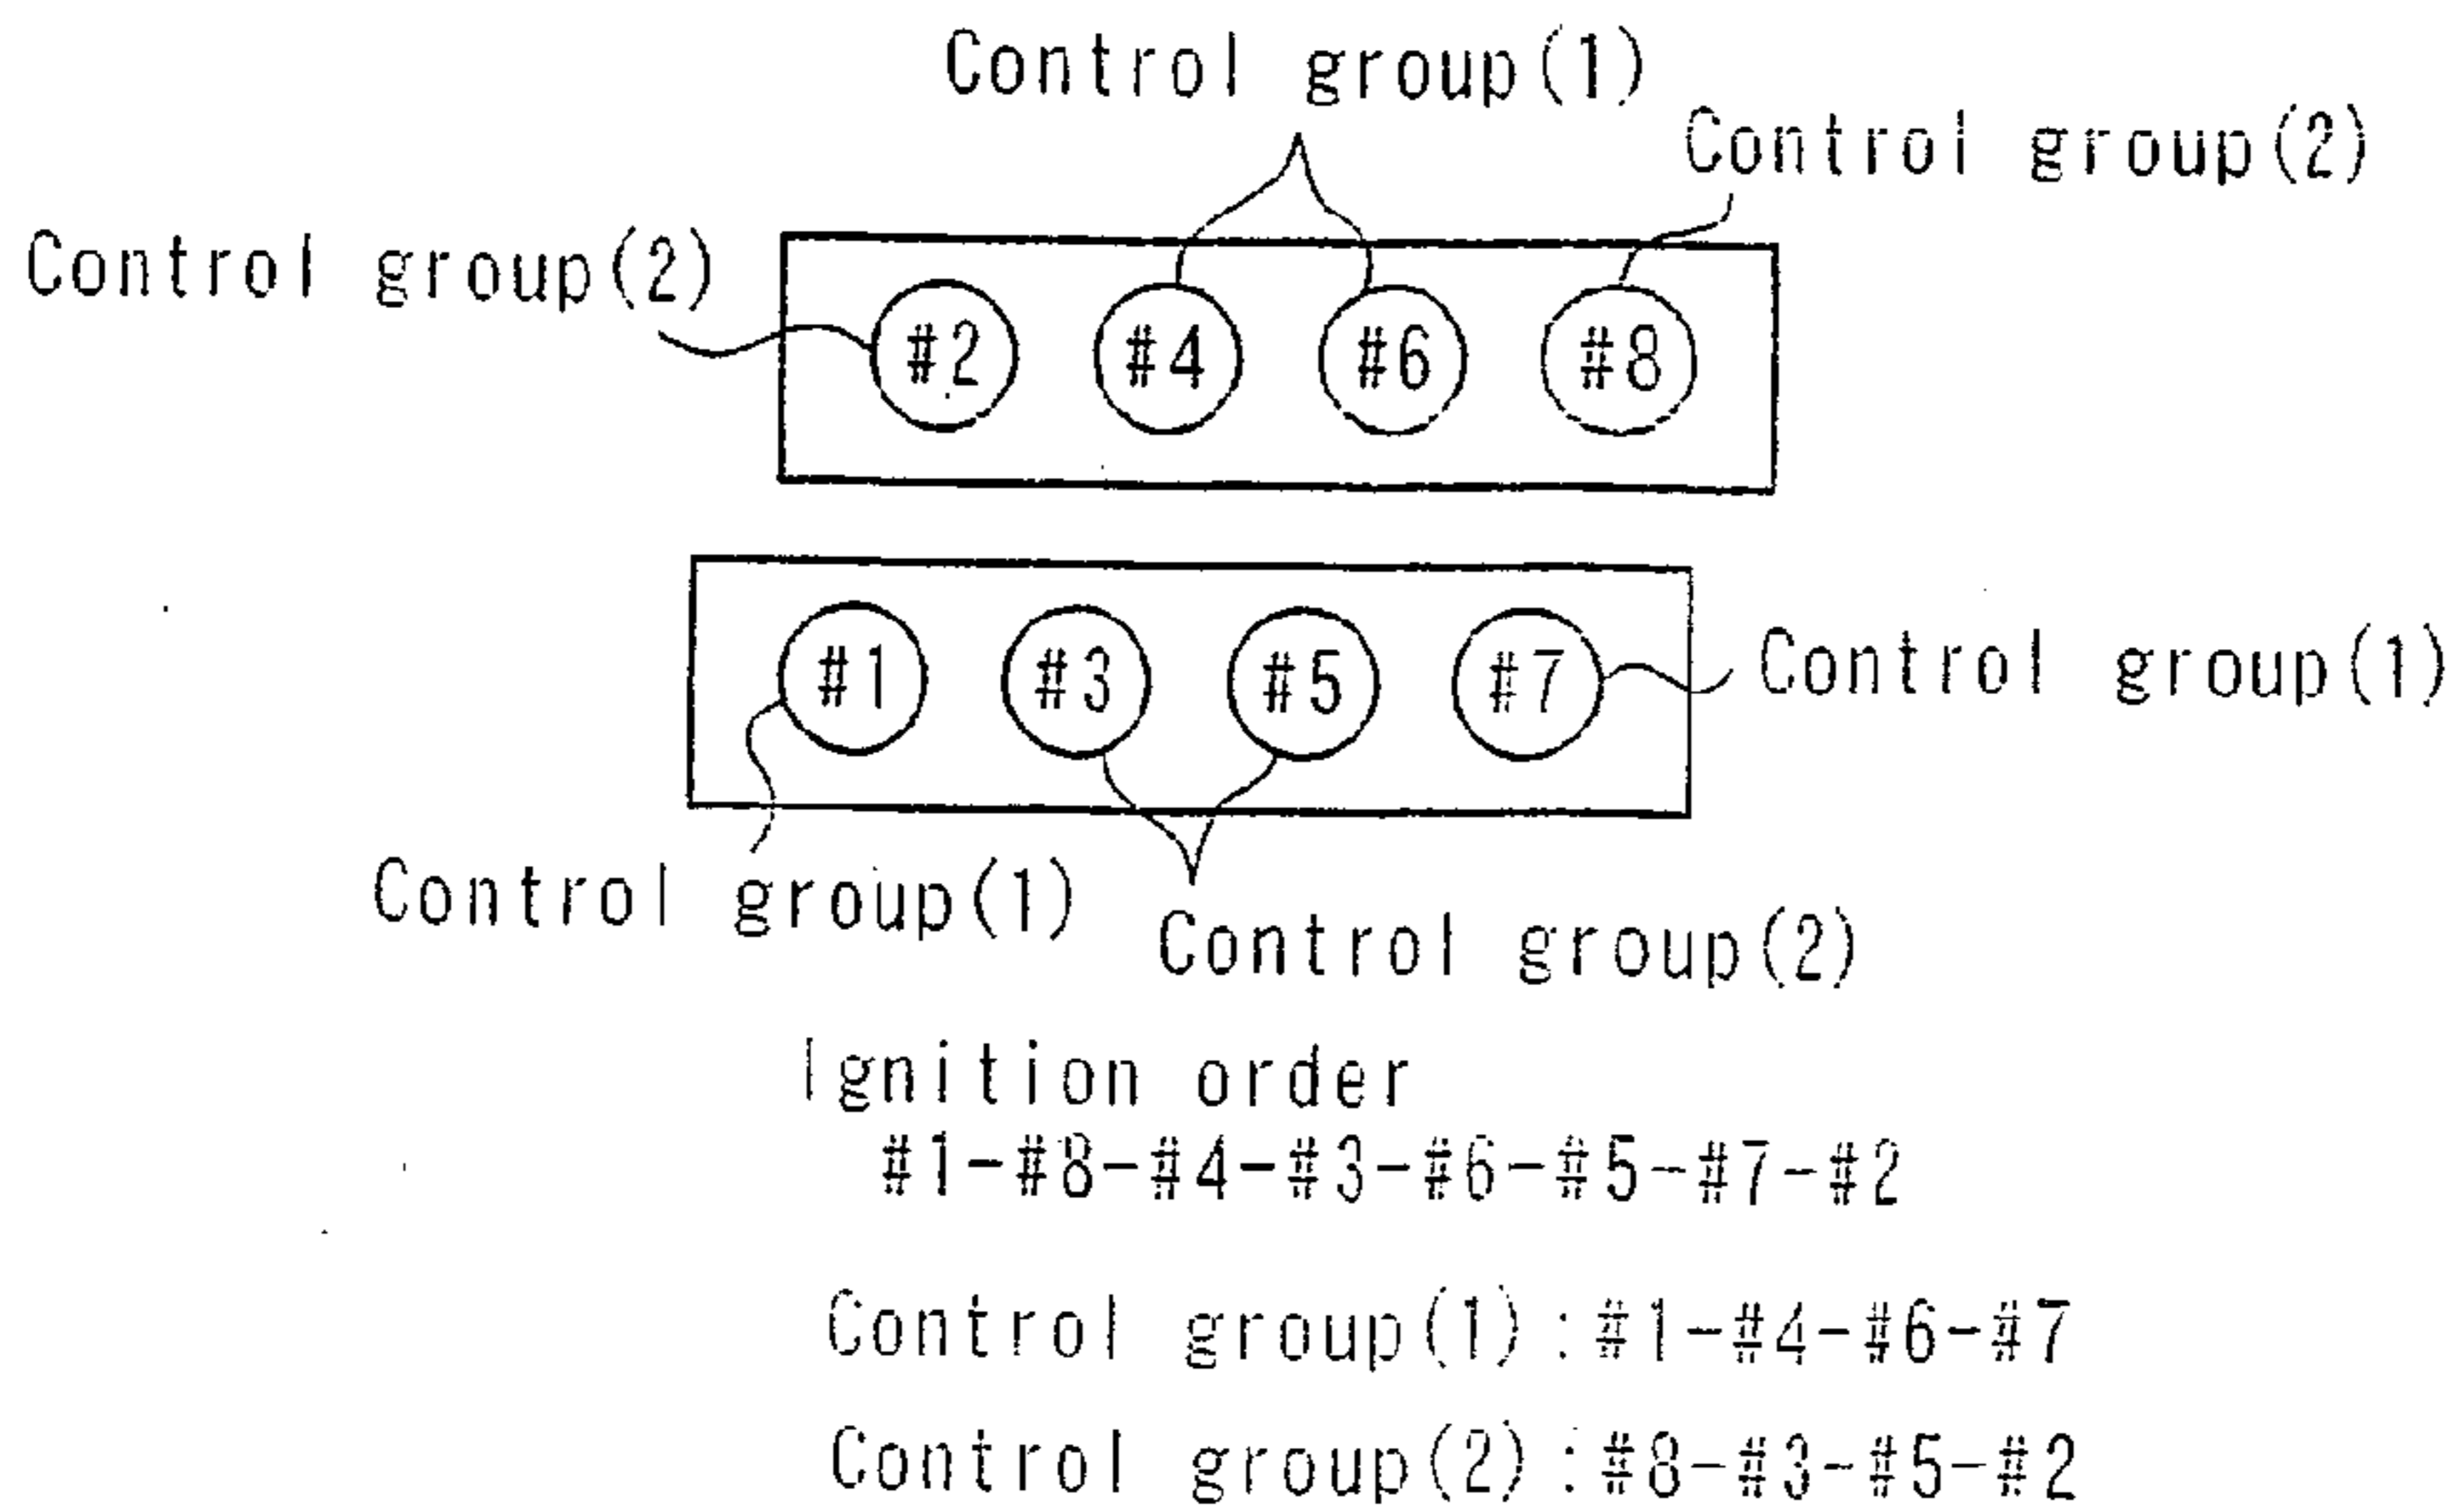 Control group(1)
Control group(2)
Control group(2)
#2 #4 #6 #8
#1 #3 #5 #7
Control group(1)
Control group(1)
Control group(2)
Ignition order
#1-#8-#4-#3-#6-#5-#7-#2
Control group(1):#1-#4-#6-#7
Control group(2):#8-#3-#5-#2